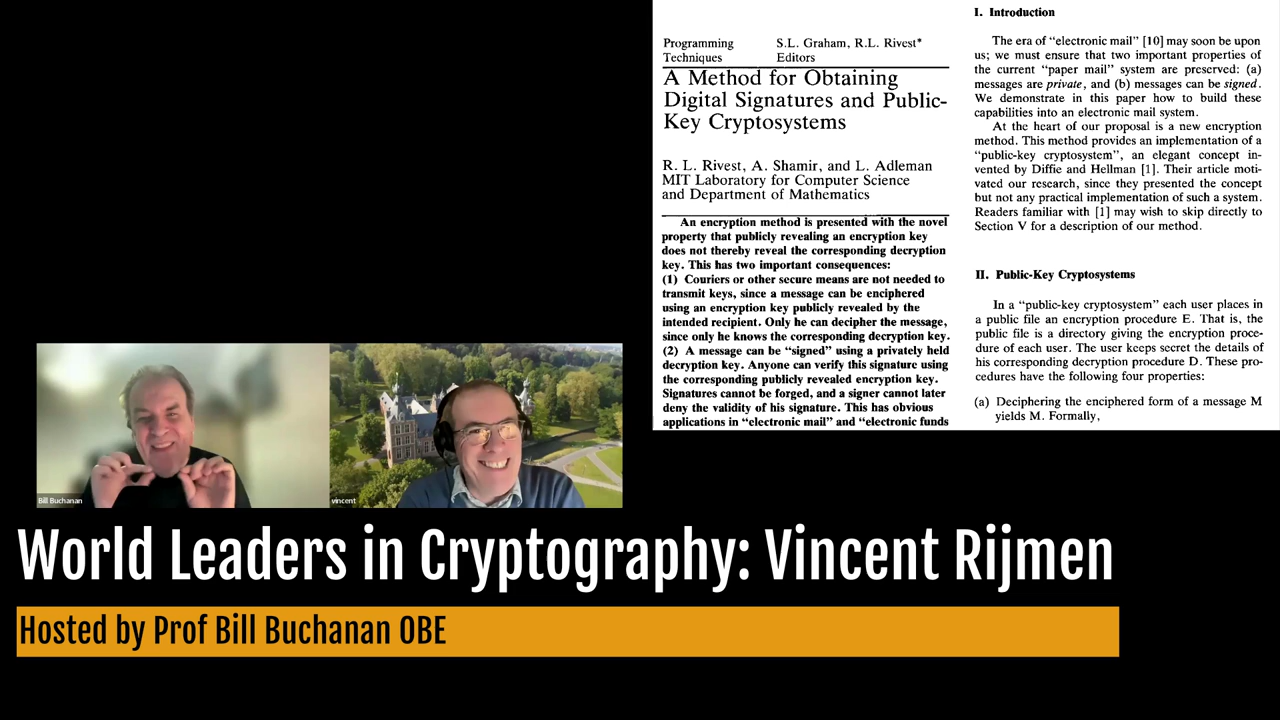 Programming Techniques
S.L. Graham, R.L. Rivest* Editors
A Method for Obtaining
Digital Signatures and Public-
Key Cryptosystems
R. L. Rivest, A. Shamir, and L. Adleman
MIT Laboratory for Computer Science
and Department of Mathematics
An encryption method is presented with the novel
property that publicly revealing an encryption key
does not thereby reveal the corresponding decryption
key. This has two important consequences:
(1) Couriers or other secure means are not needed to
transmit keys, since a message can be enciphered
using an encryption key publicly revealed by the
intended recipient. Only he can decipher the message,
since only he knows the corresponding decryption key.
(2) A message can be “signed” using a privately held
decryption key. Anyone can verify this signature using
the corresponding publicly revealed encryption key.
Signatures cannot be forged, and a signer cannot later
deny the validity of his signature. This has obvious
applications in “electronic mail” and “electronic funds
I. Introduction
The era of “electronic mail” [10] may soon be upon
us; we must ensure that two important properties of
the current “paper mail” system are preserved: (a)
messages are private, and (b) messages can be signed.
We demonstrate in this paper how to build these
capabilities into an electronic mail system.
At the heart of our proposal is a new encryption
method. This method provides an implementation of a
“public-key cryptosystem”, an elegant concept in-
vented by Diffie and Hellman [1]. Their article moti-
vated our research, since they presented the concept
but not any practical implementation of such a system.
Readers familiar with [1] may wish to skip directly to
Section V for a description of our method.
II. Public-Key Cryptosystems
In a “public-key cryptosystem” each user places in
a public file an encryption procedure E. That is, the
public file is a directory giving the encryption proce-
dure of each user. The user keeps secret the details of
his corresponding decryption procedure D. These pro-
cedures have the following four properties:
(a) Deciphering the enciphered form of a message M
yields M. Formally,
Bill Buchanan
vincent
World Leaders in Cryptography: Vincent Rijmen
Hosted by Prof Bill Buchanan OBE